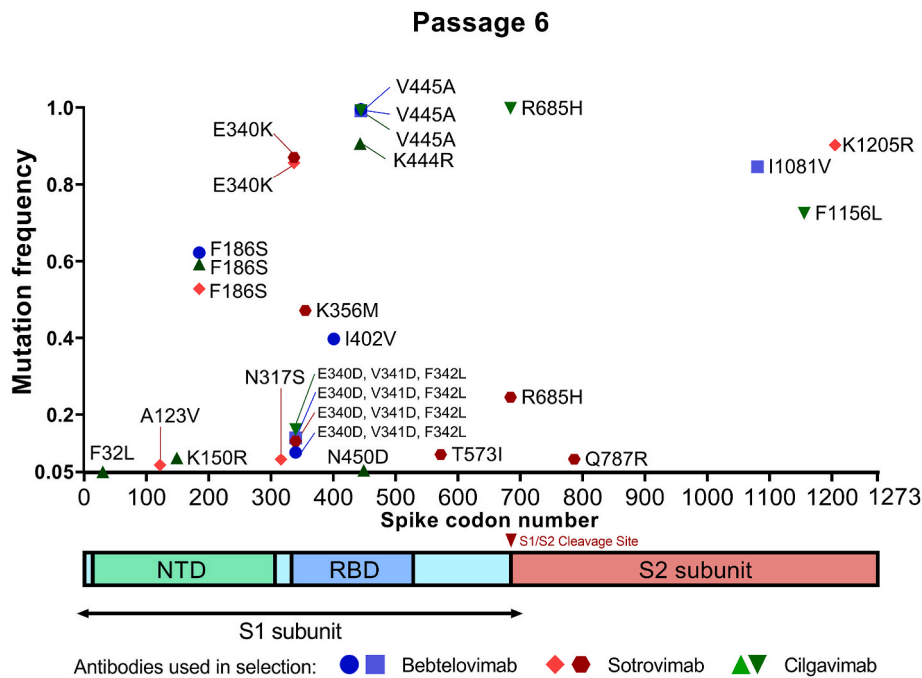 Passage 6
Mutation frequency
1.0
0.8
0.6
0.4
0.2
0.05
V445A
V445A
V445A
K444R
R685H
E340K
E340K
K1205R
I1081V
F1156L
F186S
F186S
F186S
K356M
I402V
N317S
E340D, V341D, F342L
E340D, V341D, F342L
E340D, V341D, F342L
E340D, V341D, F342L
R685H
A123V
F32L
K150R
N450D
T573I
Q787R
0 100 200 300 400 500 600 700 800 900 1000 1100 1200 1273
Spike codon number
S1/S2 Cleavage Site
NTD RBD S2 subunit
S1 subunit
Antibodies used in selection: Bebtelovimab Sotrovimab Cilgavimab